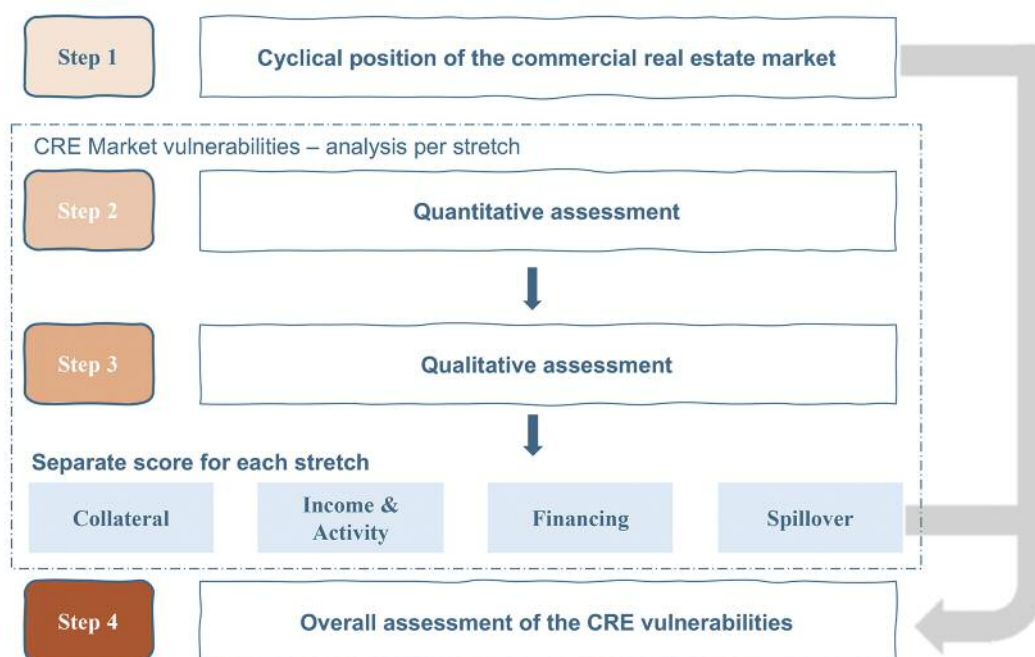 Step 1
Cyclical position of the commercial real estate market
CRE Market vulnerabilities – analysis per stretch
Step 2
Quantitative assessment
Step 3
Qualitative assessment
Separate score for each stretch
Collateral
Income &
Activity
Financing
Spillover
Step 4
Overall assessment of the CRE vulnerabilities